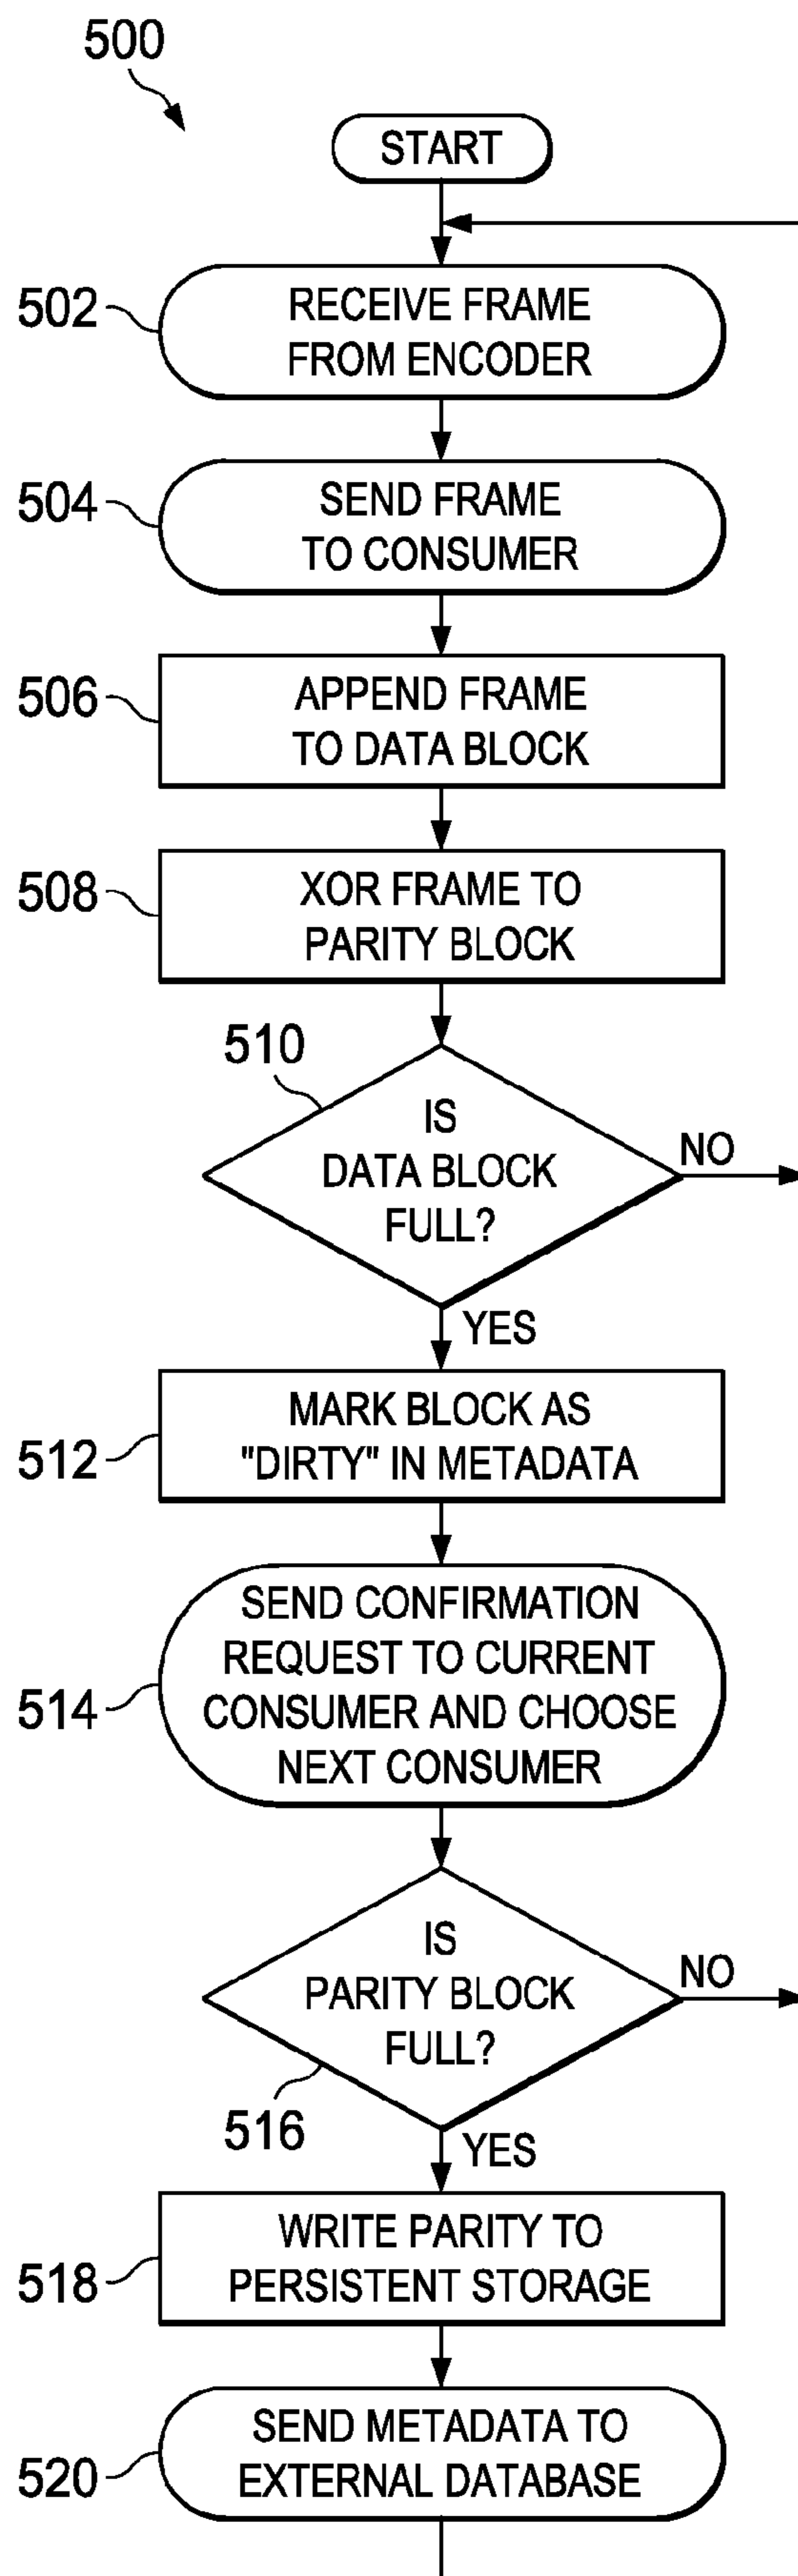 500
START
502
RECEIVE FRAME
FROM ENCODER
504
SEND FRAME
TO CONSUMER
506
APPEND FRAME
TO DATA BLOCK
508
XOR FRAME TO
PARITY BLOCK
510
IS
DATA BLOCK
FULL?
NO
YES
512
MARK BLOCK AS
"DIRTY" IN METADATA
514
SEND CONFIRMATION
REQUEST TO CURRENT
CONSUMER AND CHOOSE
NEXT CONSUMER
IS
PARITY BLOCK
FULL?
NO
516
YES
518
WRITE PARITY TO
PERSISTENT STORAGE
520
SEND METADATA TO
EXTERNAL DATABASE